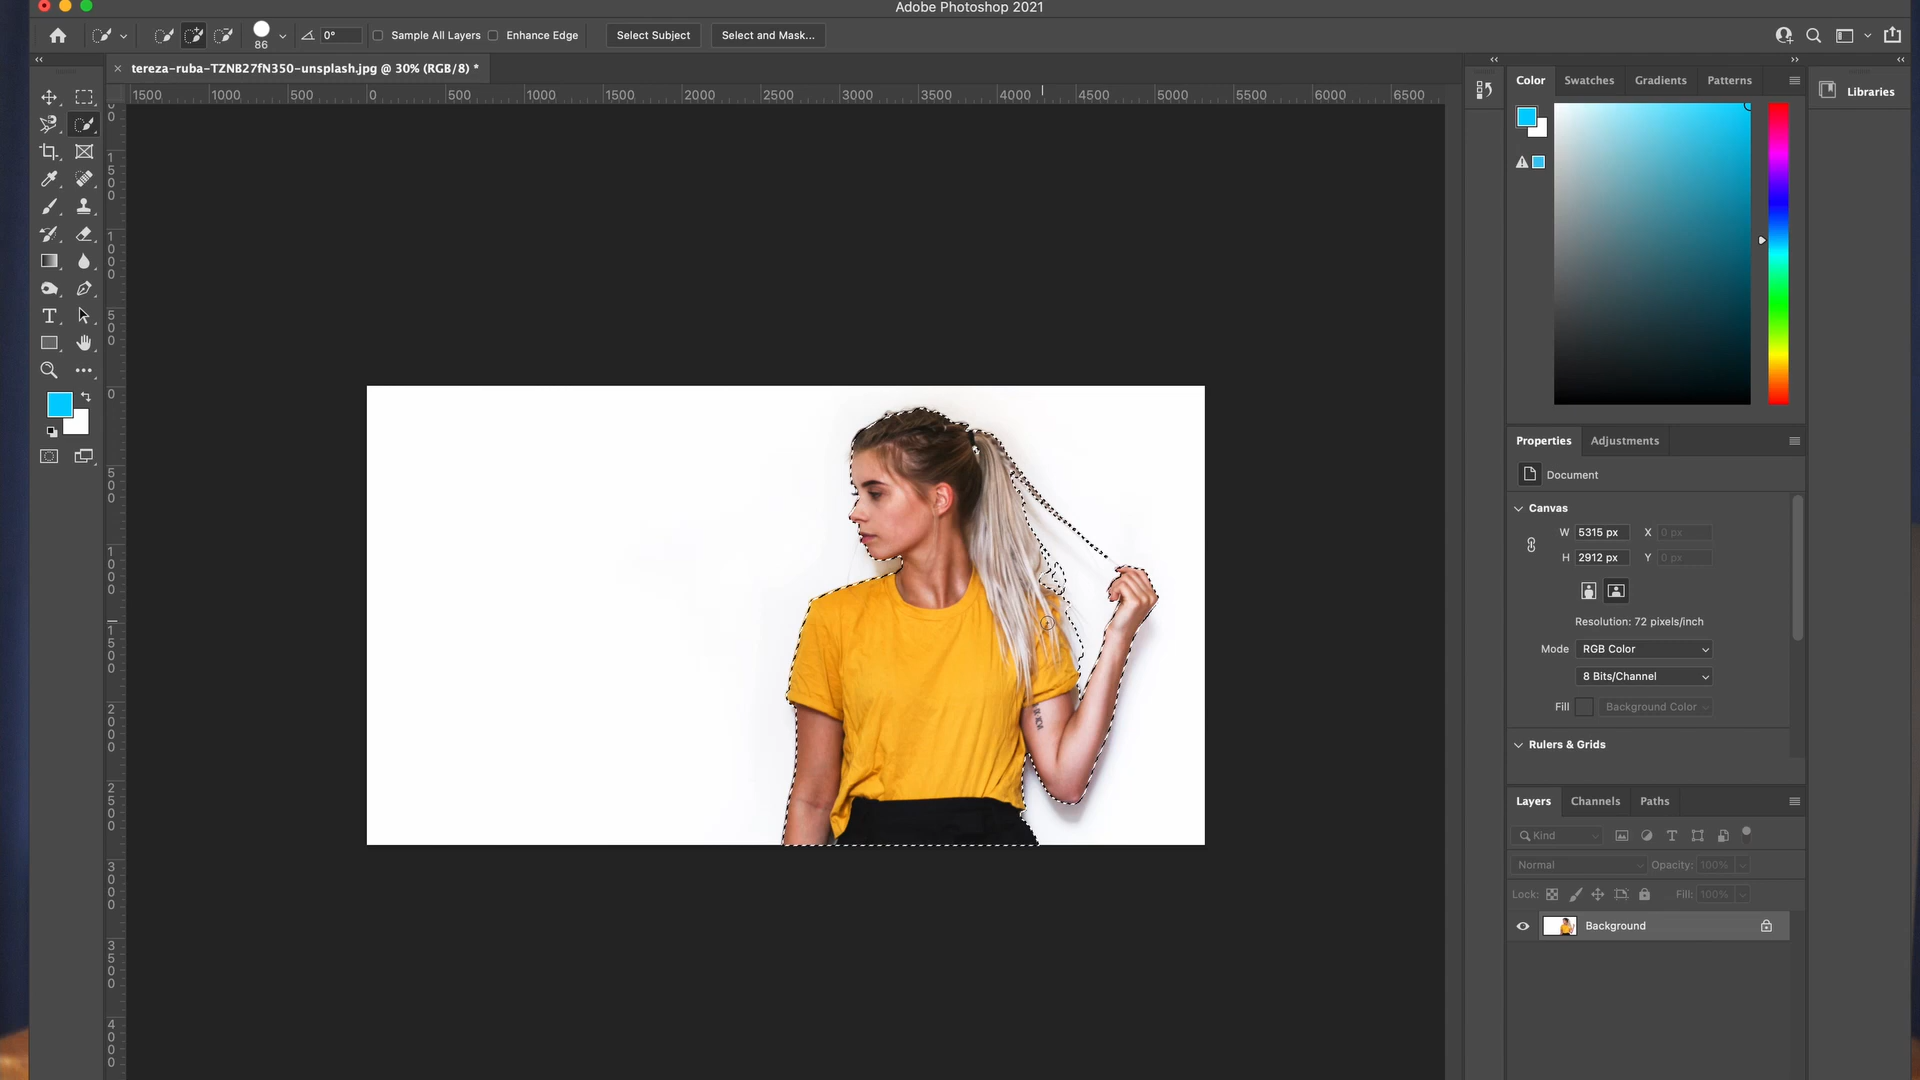 Adobe Photoshop 2021
86
0°
Sample All Layers
Enhance Edge
Select Subject
Select and Mask...
tereza-ruba-TZNB27fN350-unsplash.jpg @ 30% (RGB/8) *
1500 1000 500 0 500 1000 1500 2000 2500 3000 3500 4000 4500 5000 5500 6000 6500
0
1500
1000
500
0
500
1000
1500
2000
2500
3000
3500
4000
Color Swatches Gradients Patterns
Libraries
Properties Adjustments
Document
Canvas
W 5315 px X 0 px
H 2912 px Y 0 px
Resolution: 72 pixels/inch
Mode RGB Color
8 Bits/Channel
Fill Background Color
Rulers & Grids
Layers Channels Paths
Kind
Normal Opacity: 100%
Lock: Fill: 100%
Background